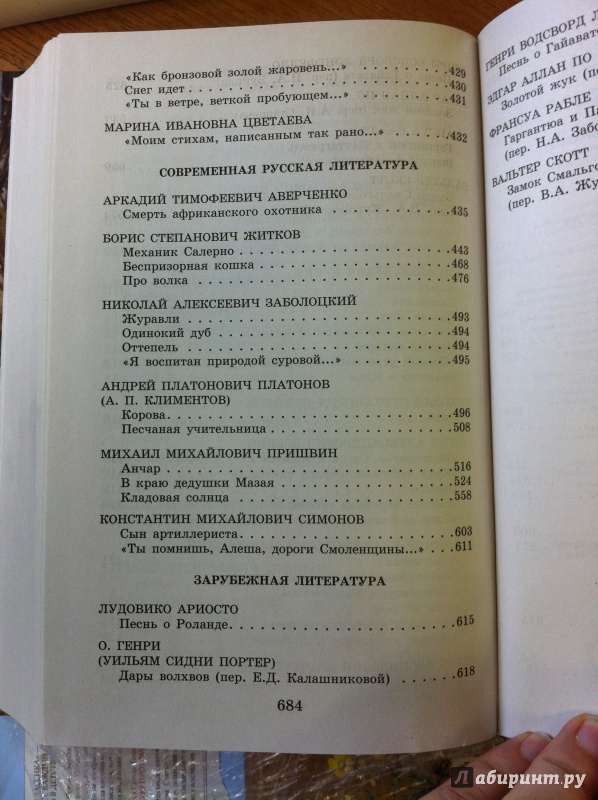 «Как бронзовой золой жаровень...» . . . . . . . . . . . 429
Снег идет . . . . . . . . . . . . . . . . . . . . . . . . . 430
«Ты в ветре, веткой пробующем...» . . . . . . . . . . . 431
МАРИНА ИВАНОВНА ЦВЕТАЕВА
«Моим стихам, написанным так рано...» . . . . . . . 432
СОВРЕМЕННАЯ РУССКАЯ ЛИТЕРАТУРА
АРКАДИЙ ТИМОФЕЕВИЧ АВЕРЧЕНКО
Смерть африканского охотника . . . . . . . . . . . . 435
БОРИС СТЕПАНОВИЧ ЖИТКОВ
Механик Салерно . . . . . . . . . . . . . . . . . . . . 443
Беспризорная кошка . . . . . . . . . . . . . . . . . . 468
Про волка . . . . . . . . . . . . . . . . . . . . . . . . 476
НИКОЛАЙ АЛЕКСЕЕВИЧ ЗАБОЛОЦКИЙ
Журавли . . . . . . . . . . . . . . . . . . . . . . . . . 493
Одинокий дуб . . . . . . . . . . . . . . . . . . . . . . 494
Оттепель . . . . . . . . . . . . . . . . . . . . . . . . . 494
«Я воспитан природой суровой...» . . . . . . . . . . 495
АНДРЕЙ ПЛАТОНОВИЧ ПЛАТОНОВ
(А. П. КЛИМЕНТОВ)
Корова . . . . . . . . . . . . . . . . . . . . . . . . . . 496
Песчаная учительница . . . . . . . . . . . . . . . . . 508
МИХАИЛ МИХАЙЛОВИЧ ПРИШВИН
Анчар . . . . . . . . . . . . . . . . . . . . . . . . . . . 516
В краю дедушки Мазая . . . . . . . . . . . . . . . . . 524
Кладовая солнца . . . . . . . . . . . . . . . . . . . . 558
КОНСТАНТИН МИХАЙЛОВИЧ СИМОНОВ
Сын артиллериста . . . . . . . . . . . . . . . . . . . 603
«Ты помнишь, Алеша, дороги Смоленщины...» . . . 611
ЗАРУБЕЖНАЯ ЛИТЕРАТУРА
ЛУДОВИКО АРИОСТО
Песнь о Роланде . . . . . . . . . . . . . . . . . . . . 615
О. ГЕНРИ
(УИЛЬЯМ СИДНИ ПОРТЕР)
Дары волхвов (пер. Е.Д. Калашниковой) . . . . . . 618
684
ГЕНРИ ВОДСВОРД
Песнь о Гайават
ЭДГАР АЛЛАН ПО
Золотой жук (пер
ФРАНСУА РАБЛЕ
Гаргантюа и Па
(пер. Н.А. Забо
ВАЛЬТЕР СКОТТ
Замок Смальго
(пер. В.А. Жу
Лабиринт.ру